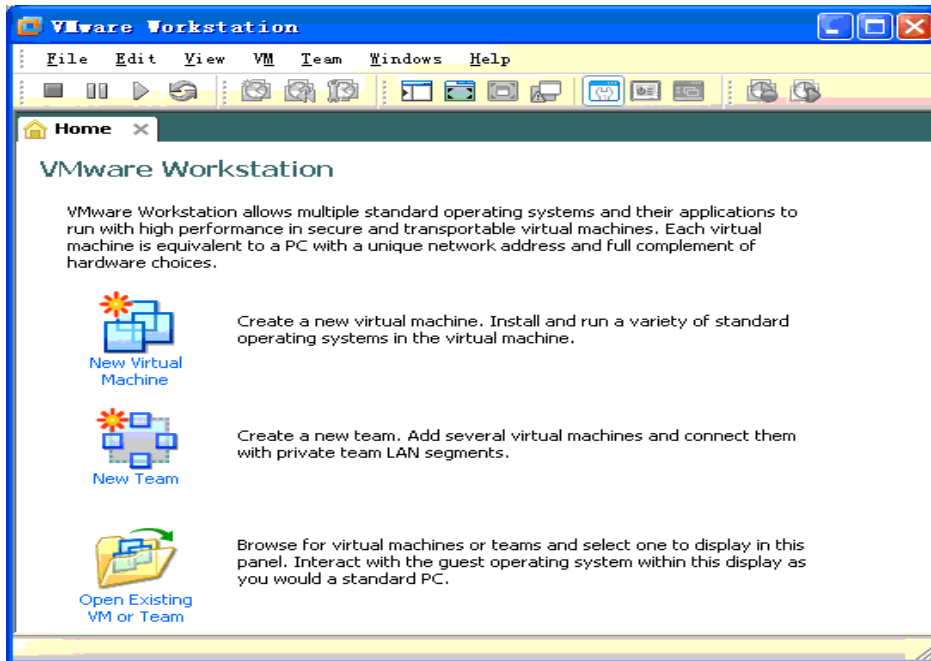 VMware Workstation
File Edit View VM Team Windows Help
Home
VMware Workstation
VMware Workstation allows multiple standard operating systems and their applications to
run with high performance in secure and transportable virtual machines. Each virtual
machine is equivalent to a PC with a unique network address and full complement of
hardware choices.
New Virtual
Machine
Create a new virtual machine. Install and run a variety of standard
operating systems in the virtual machine.
New Team
Create a new team. Add several virtual machines and connect them
with private team LAN segments.
Open Existing
VM or Team
Browse for virtual machines or teams and select one to display in this
panel. Interact with the guest operating system within this display as
you would a standard PC.